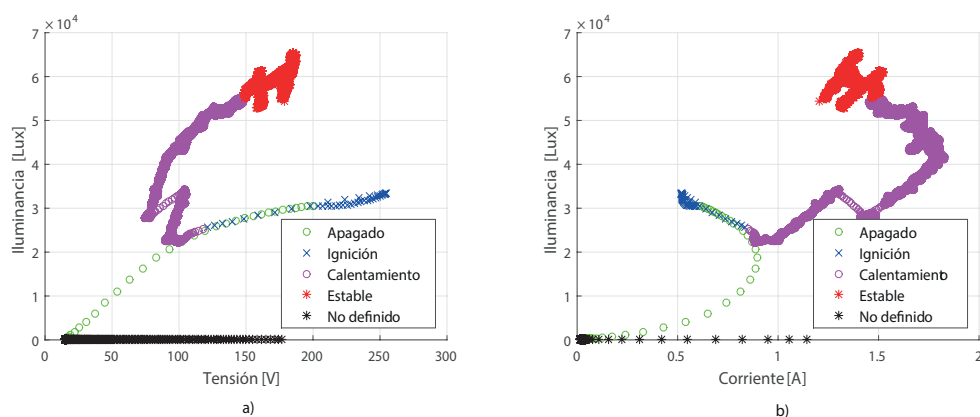 a)
b)
× 10⁴
7
6
5
4
3
2
1
0
Iluminancia [Lux]
0 50 100 150 200 250 300
Tensión [V]
Apagado
Ignición
Calentamiento
Estable
No definido
a)
× 10⁴
7
6
5
4
3
2
1
0
Iluminancia [Lux]
0 0.5 1 1.5 2
Corriente [A]
Apagado
Ignición
Calentamiento
Estable
No definido
b)